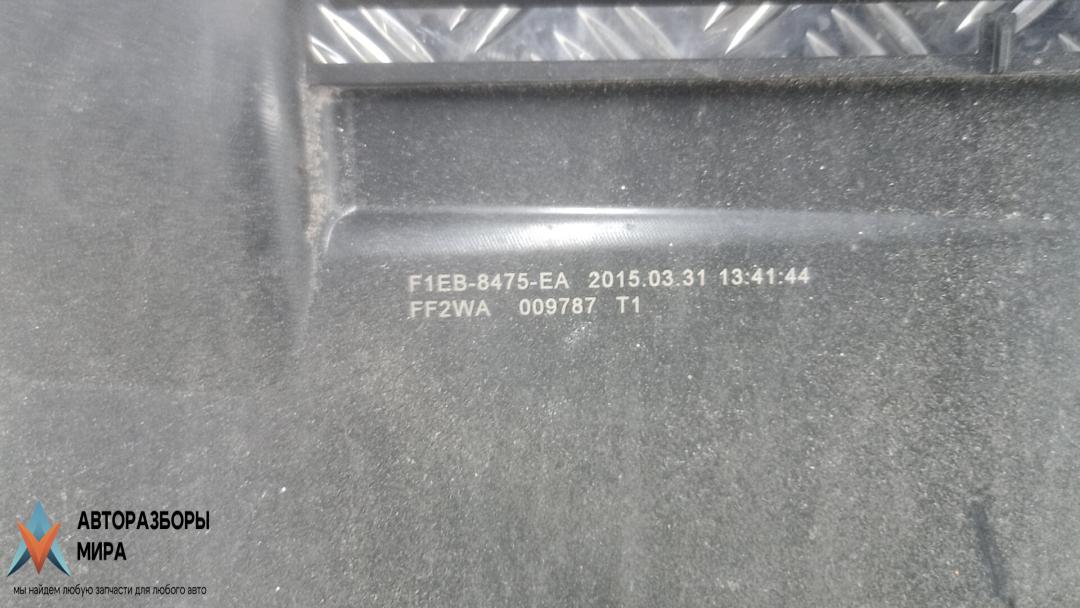 F1EB-8475-EA 2015.03.31 13:41:44
FF2WA 009787 T1
АВТОРАЗБОРЫ
МИРА
мы найдем любую запчасти для любого авто